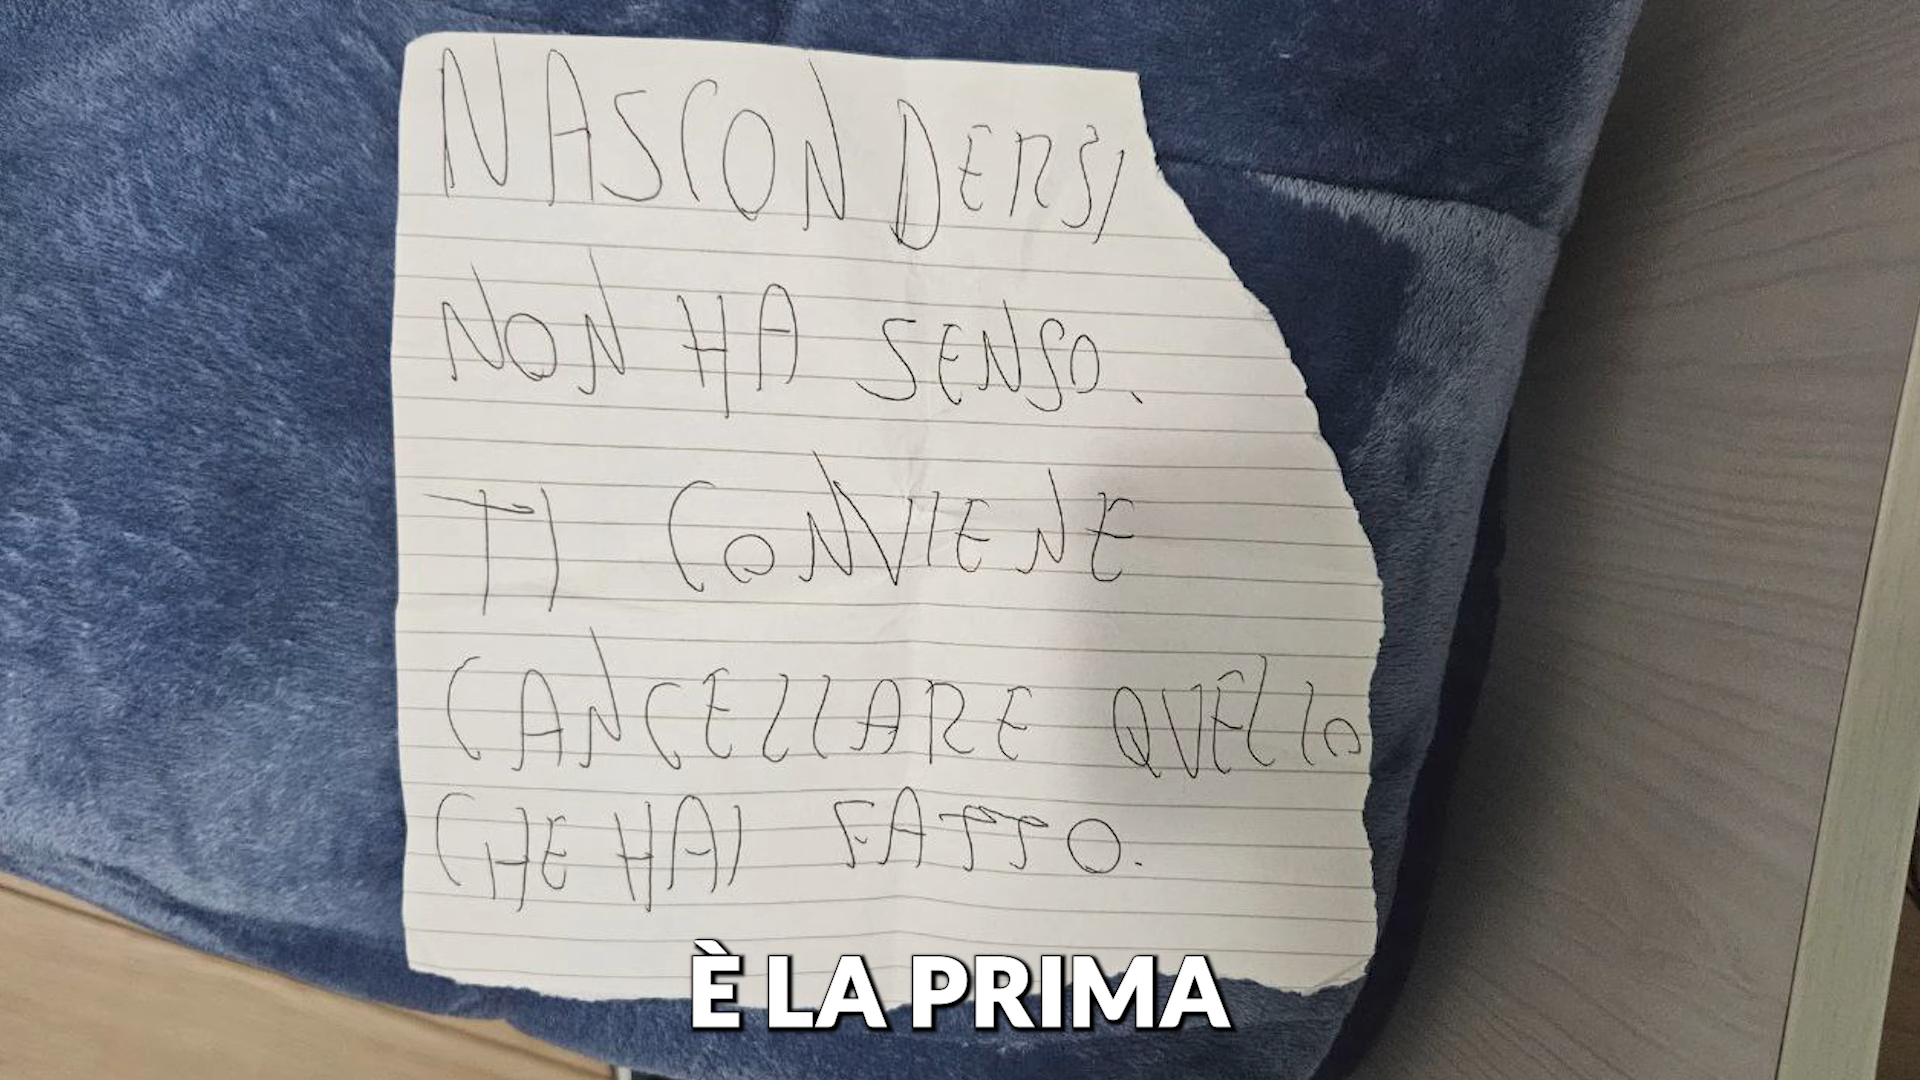 NASCONDERSI
NON HA SENSO.
TI CONVIENE
CANCELLARE QUELLO
CHE HAI FATTO.
È LA PRIMA